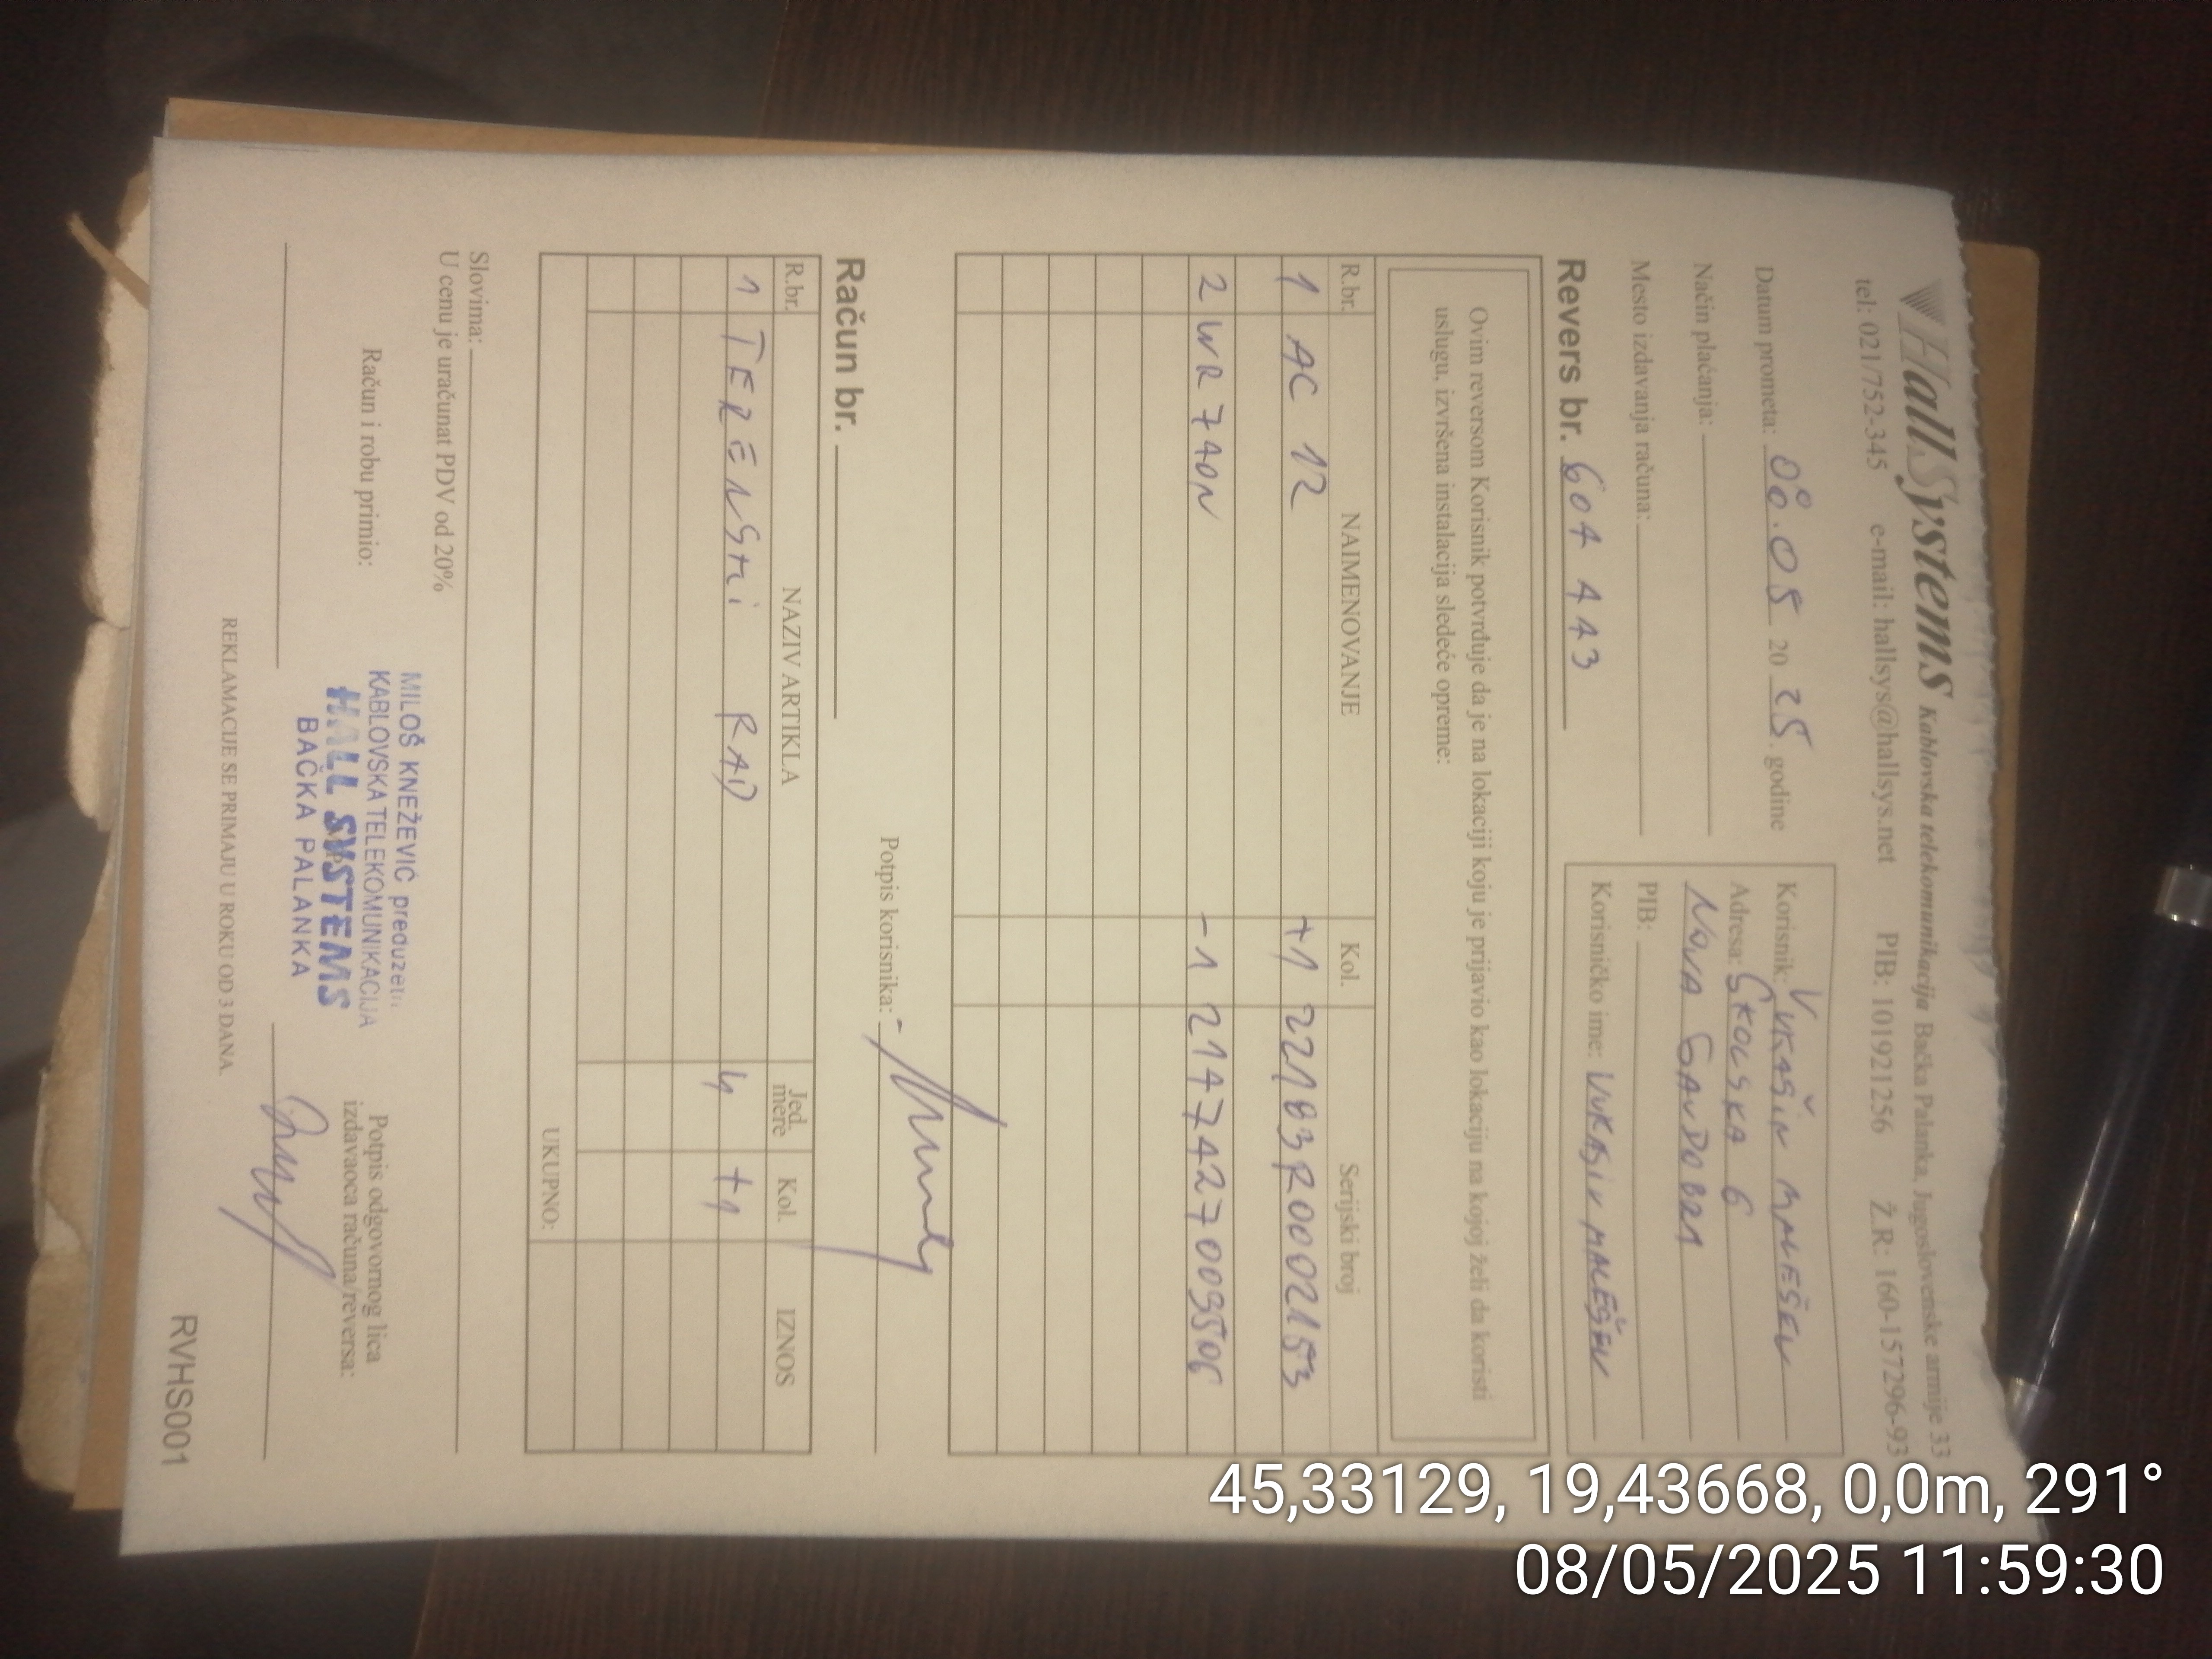 HallSystems Kablovska telekomunikacija Bačka Palanka, Jugoslovenske armije 33
tel: 021/752-345 e-mail: hallsys@hallsys.net PIB: 101921256 Ž.R: 160-157296-93
Datum prometa: 08.05 20 25. godine
Način plaćanja:
Mesto izdavanja računa:
Korisnik: VUKAŠIN MALEŠEV
Adresa: ŠKOLSKA 6
NOVA GAJDOBRA
PIB:
Korisničko ime: VUKAŠIN MALEŠEV
Revers br. 604 443
Ovim reversom Korisnik potvrđuje da je na lokaciji koju je prijavio kao lokaciju na kojoj želi da koristi
uslugu, izvršena instalacija sledeće opreme:
R.br. NAIMENOVANJE Kol. Serijski broj
1 AC 12 +1 22183R0002153
2 WR 740N -1 2147427009506
Potpis korisnika:
Račun br.
R.br. NAZIV ARTIKLA Jed. mere Kol. IZNOS
1 TERENSKI RAD h +1
UKUPNO:
Slovima:
U cenu je uračunat PDV od 20%
Račun i robu primio:
MILOŠ KNEŽEVIĆ preduzetn
KABLOVSKA TELEKOMUNIKACIJA
HALL SYSTEMS
BAČKA PALANKA
Potpis odgovornog lica
izdavaoca računa/reversa:
REKLAMACIJE SE PRIMAJU U ROKU OD 3 DANA.
RVHS001
45,33129, 19,43668, 0,0m, 291°
08/05/2025 11:59:30